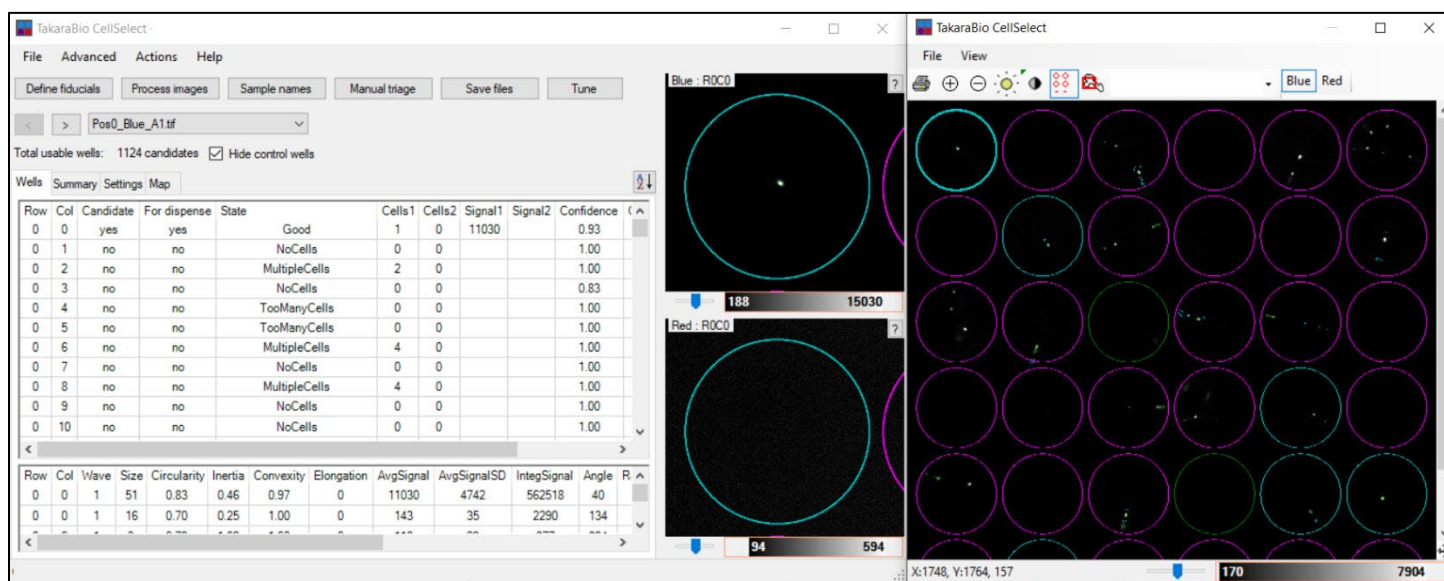 TakaraBio CellSelect
File Advanced Actions Help
Define fiducials Process images Sample names Manual triage Save files Tune
< > Pos0_Blue_A1.tif
Total usable wells: 1124 candidates Hide control wells
Wells Summary Settings Map
Row Col Candidate For dispense State Cells1 Cells2 Signal1 Signal2 Confidence
0 0 yes yes Good 1 0 11030 0.93
0 1 no no NoCells 0 0 1.00
0 2 no no MultipleCells 2 0 1.00
0 3 no no NoCells 0 0 0.83
0 4 no no TooManyCells 1.00
0 5 no no TooManyCells 1.00
0 6 no no MultipleCells 4 0 1.00
0 7 no no NoCells 0 0 1.00
0 8 no no MultipleCells 4 0 1.00
0 9 no no NoCells 0 0 1.00
0 10 no no NoCells 0 0 1.00
Row Col Wave Size Circularity Inertia Convexity Elongation AvgSignal AvgSignalSD IntegSignal Angle
0 0 1 51 0.83 0.46 0.97 0 11030 4742 562518 40
0 0 1 16 0.70 0.25 1.00 0 143 35 2290 134
Blue : R0C0 ?
188 15030
Red : R0C0 ?
94 594
TakaraBio CellSelect
File View
Blue Red
X:1748, Y:1764, 157
170 7904